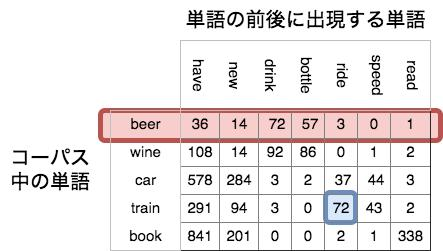 単語の前後に出現する単語
have new drink bottle ride speed read
beer 36 14 72 57 3 0 1
wine 108 14 92 86 0 1 2
コーパス
中の単語
car 578 284 3 2 37 44 3
train 291 94 3 0 72 43 2
book 841 201 0 0 2 1 338